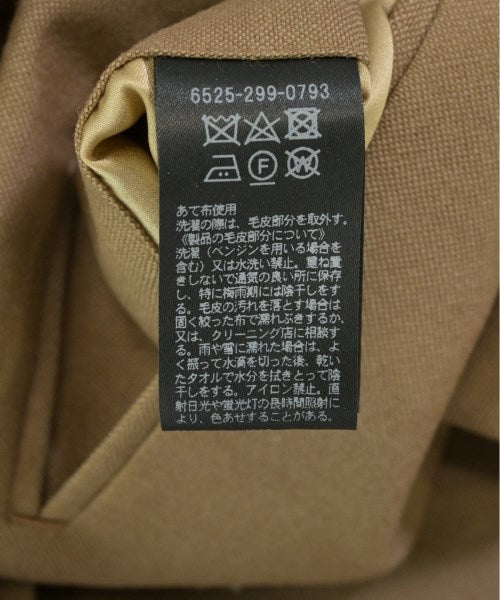 6525-299-0793
F
W
あて布使用
洗濯の際は、毛皮部分を取外す。
《製品の毛皮部分について》
洗濯(ベンジンを用いる場合を
含む)又は水洗い禁止。重ね置
きしないで通気の良い所に保存
し、特に梅雨期には陰干しをす
る。毛皮の汚れを落とす場合は
固く絞った布で濡れぶきするか、
又は、クリーニング店に相談す
る。雨や雪に濡れた場合は、よ
く振って水滴を切った後、乾い
たタオルで水分を拭きとって陰
干しをする。アイロン禁止。直
射日光や蛍光灯の長時間照射に
より、色あせすることがある。